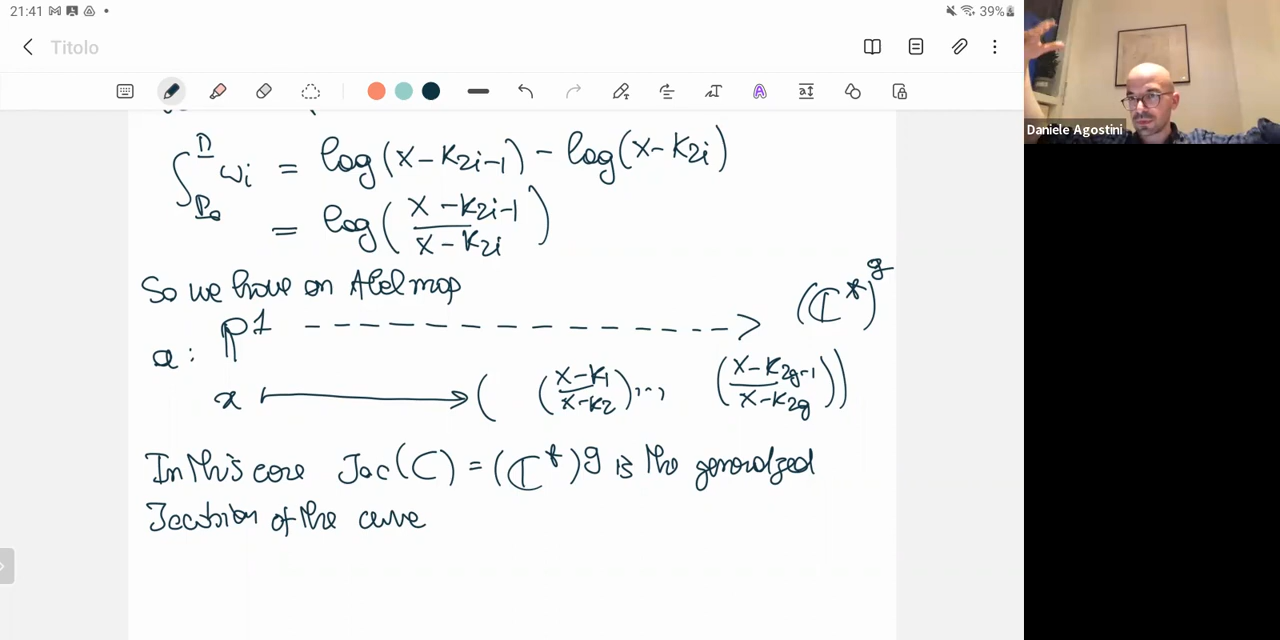 21:41
39%
Titolo
Daniele Agostini
∫_{P₀}^{P} ωi = log(x-K2i-1) - log(x-K2i)
= log((x-K2i-1)/(x-K2i))
So we have an Abel map
a: P¹ ----> (ℂ*)^g
x ↦ (((x-K1)/(x-K2)), ..., ((x-K2g-1)/(x-K2g)))
In this case Jac(C) = (ℂ*)^g is the generalized
Jacobian of the curve